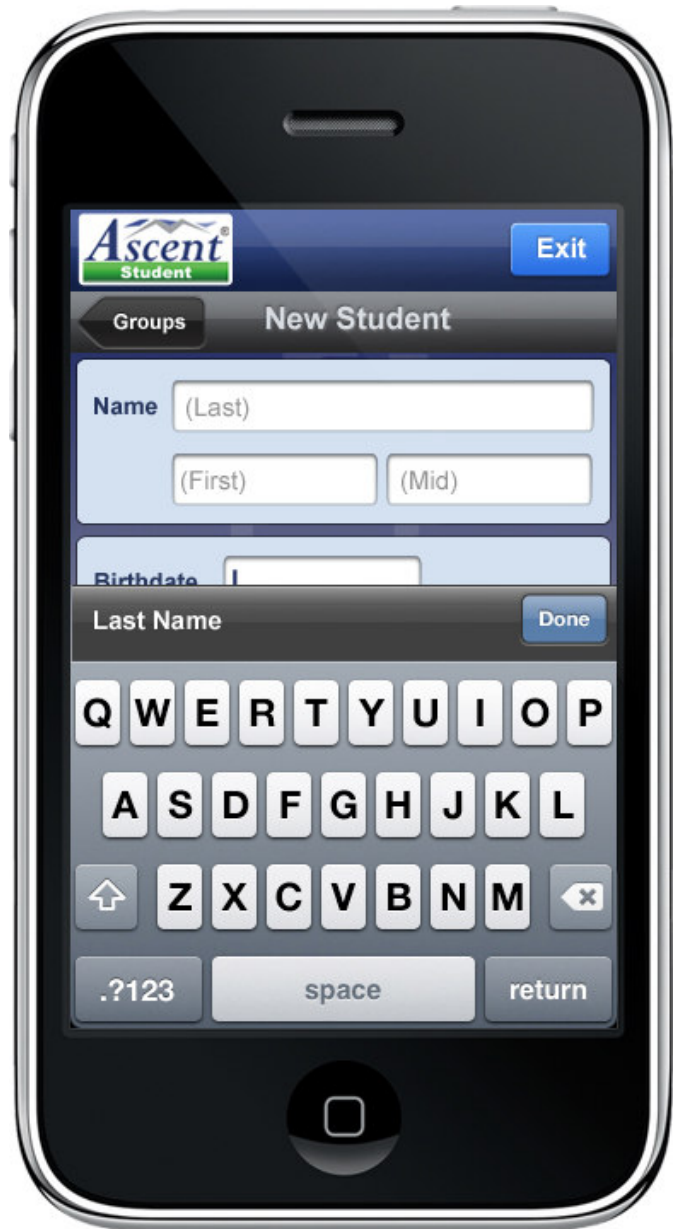 Ascent®
Student
Exit
Groups
New Student
Name (Last)
(First) (Mid)
Birthdate
Last Name
Done
Q W E R T Y U I O P
A S D F G H J K L
Z X C V B N M
.?123 space return